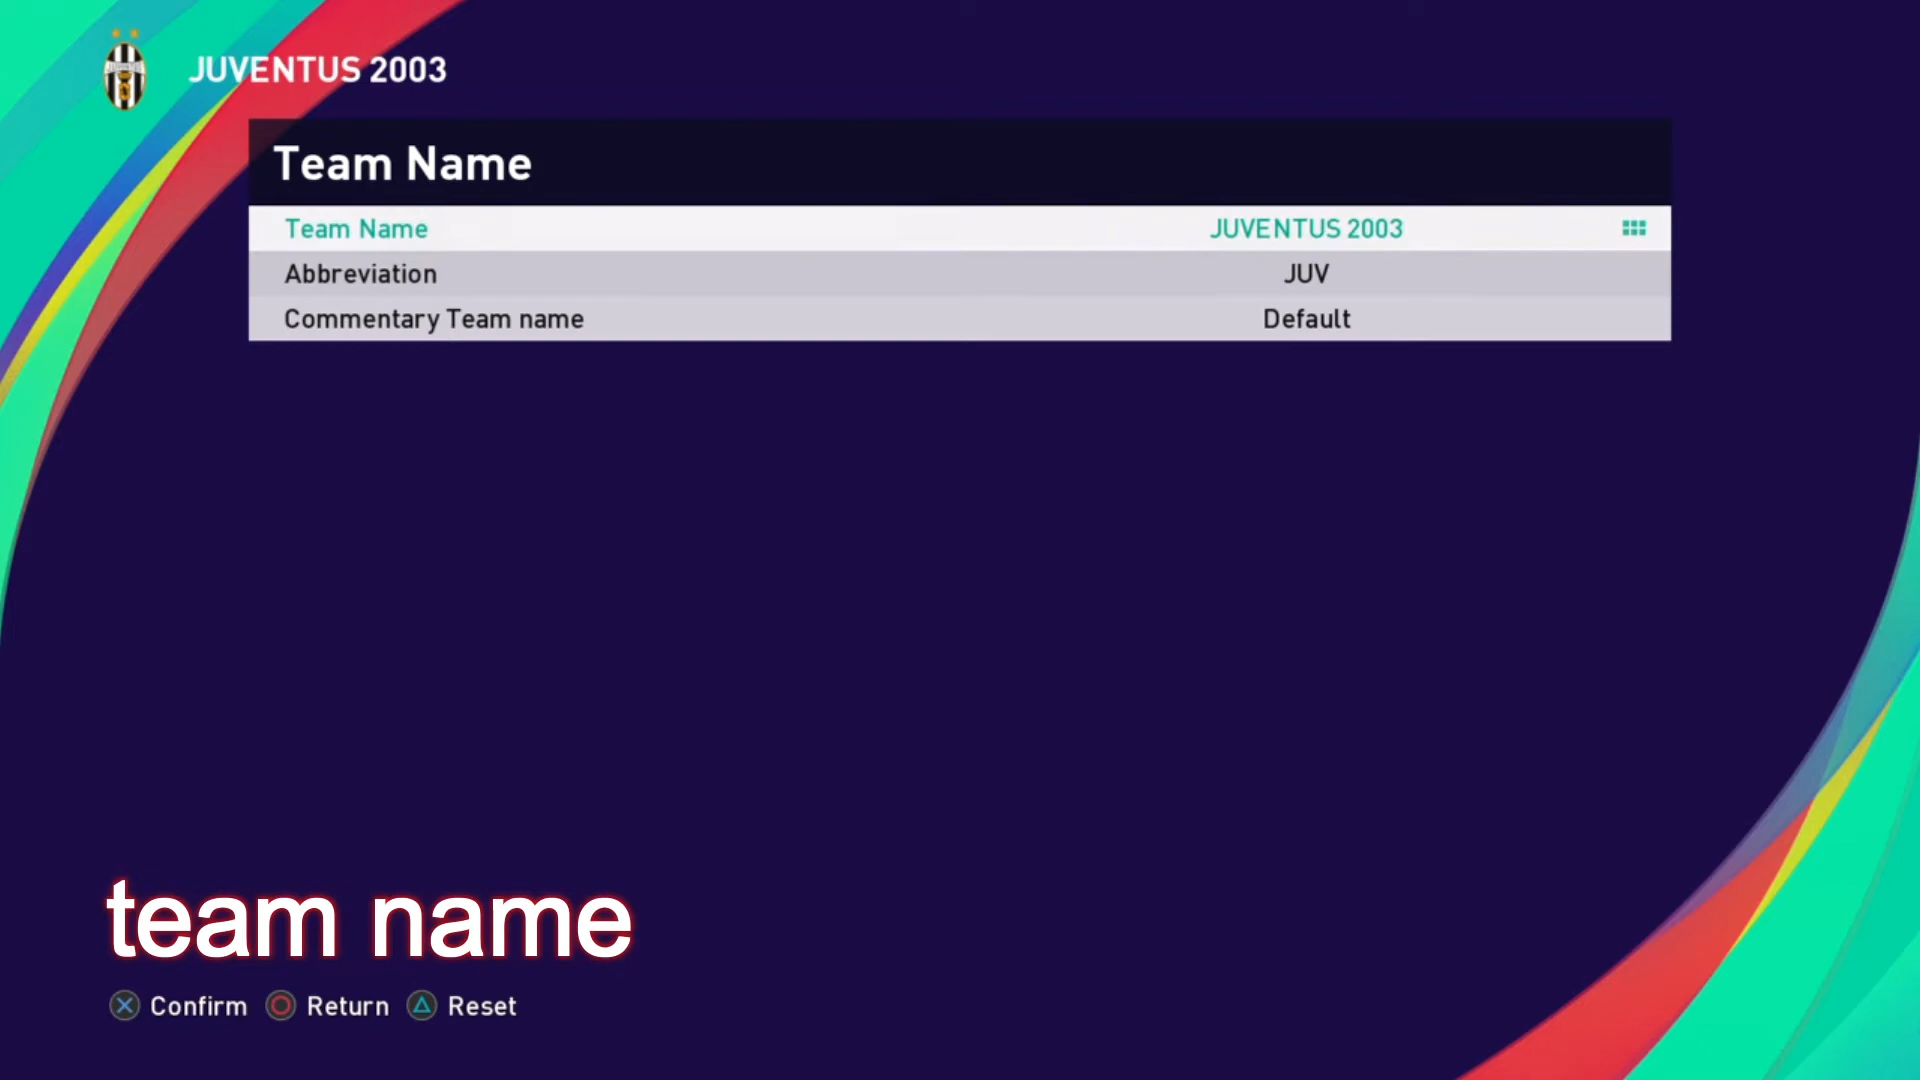 JUVENTUS 2003
Team Name
Team Name JUVENTUS 2003
Abbreviation JUV
Commentary Team name Default
team name
Confirm Return Reset